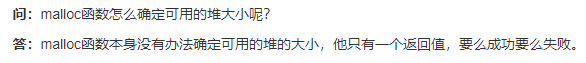 问：malloc函数怎么确定可用的堆大小呢？
答：malloc函数本身没有办法确定可用的堆的大小，他只有一个返回值，要么成功要么失败。